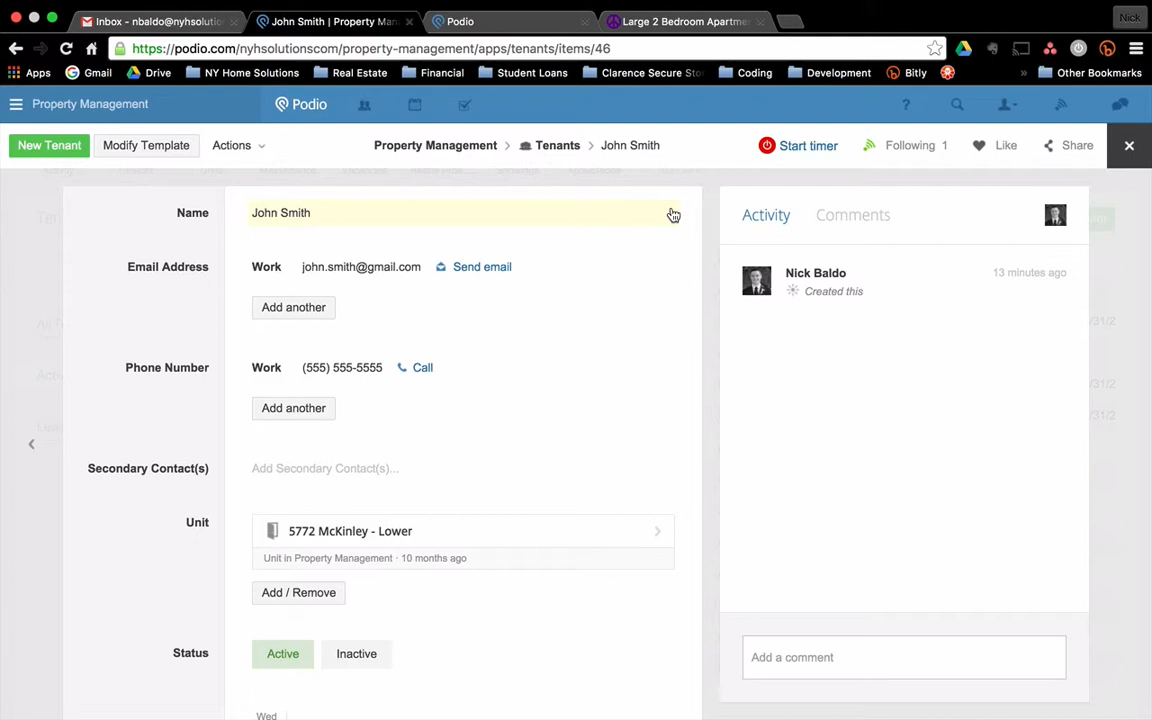 Inbox - nbaldo@nyhsolutio
John Smith | Property Man
Podio
Large 2 Bedroom Apartme
Nick
https://podio.com/nyhsolutionscom/property-management/apps/tenants/items/46
Apps
Gmail
Drive
NY Home Solutions
Real Estate
Financial
Student Loans
Clarence Secure Sto
Coding
Development
Bitly
»
Other Bookmarks
Property Management
Podio
?
New Tenant
Modify Template
Actions
Property Management > Tenants > John Smith
Start timer
Following 1
Like
Share
Name
John Smith
Email Address
Work john.smith@gmail.com Send email
Add another
Phone Number
Work (555) 555-5555 Call
Add another
Secondary Contact(s)
Add Secondary Contact(s)...
Unit
5772 McKinley - Lower
Unit in Property Management · 10 months ago
Add / Remove
Status
Active
Inactive
Wed
Activity
Comments
Nick Baldo
13 minutes ago
Created this
Add a comment